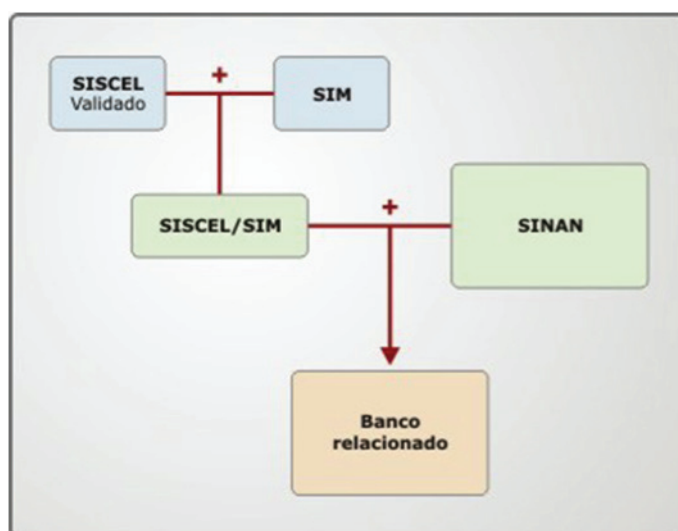 SISCEL
Validado
+
SIM
SISCEL/SIM
+
SINAN
Banco
relacionado